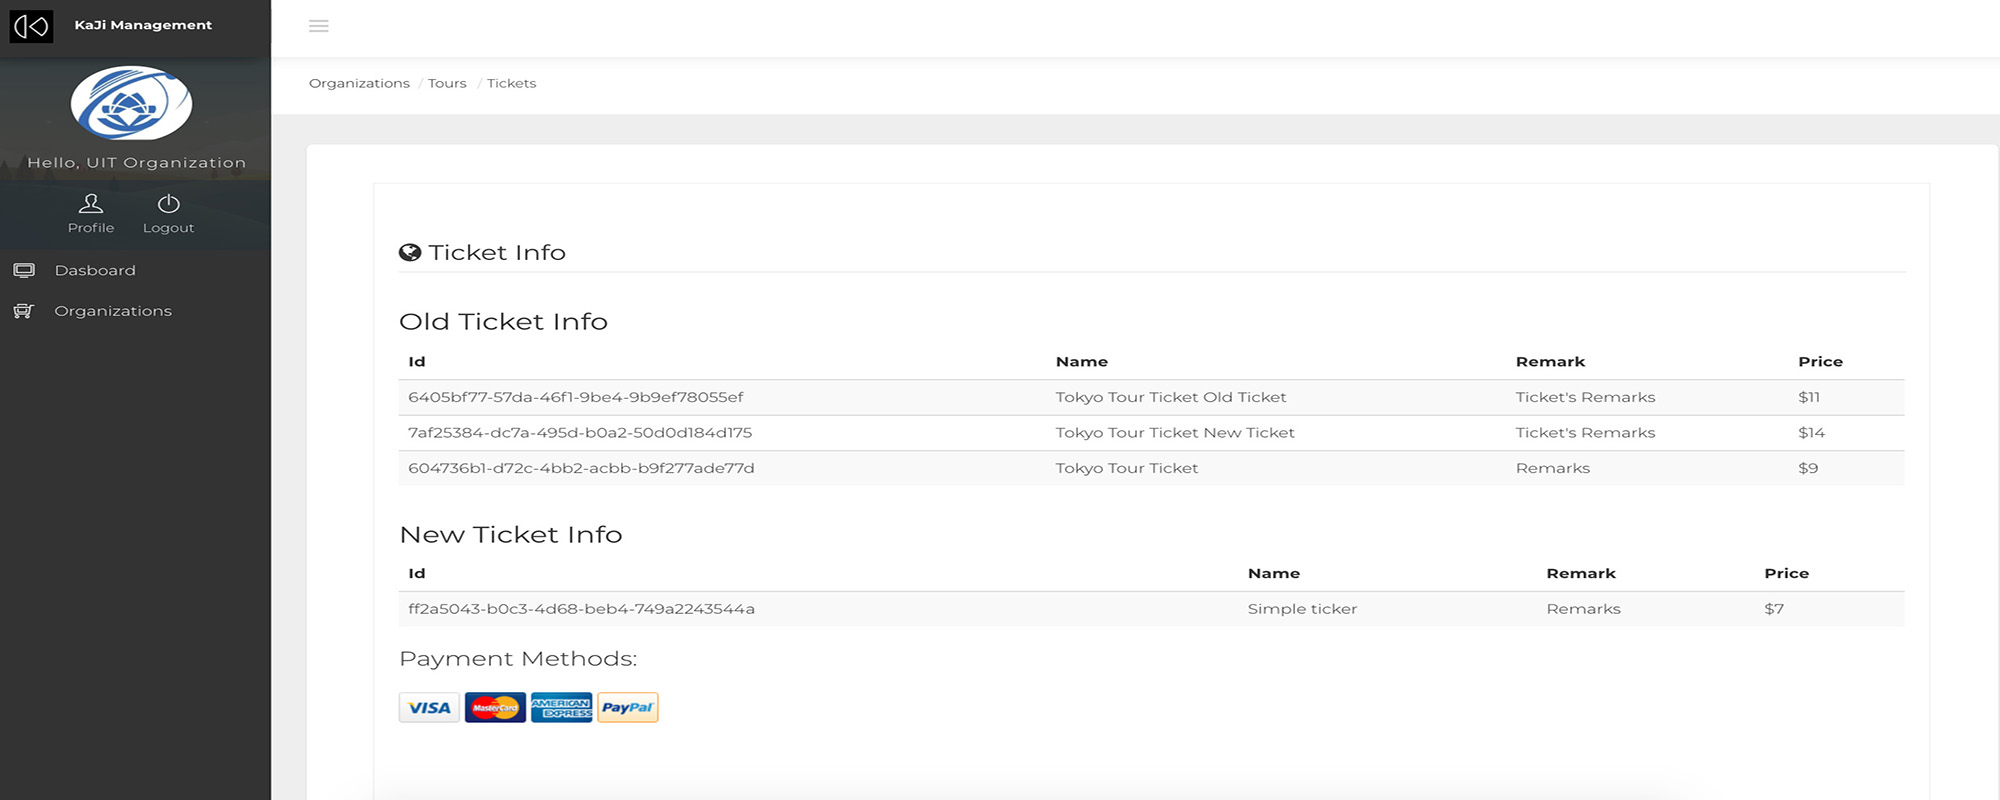 KaJi Management
Organizations / Tours / Tickets
Hello, UIT Organization
Profile Logout
Dasboard
Organizations
Ticket Info
Old Ticket Info
Id Name Remark Price
6405bf77-57da-46f1-9be4-9b9ef78055ef Tokyo Tour Ticket Old Ticket Ticket's Remarks $11
7af25384-dc7a-495d-b0a2-50d0d184d175 Tokyo Tour Ticket New Ticket Ticket's Remarks $14
604736b1-d72c-4bb2-acbb-b9f277ade77d Tokyo Tour Ticket Remarks $9
New Ticket Info
Id Name Remark Price
ff2a5043-b0c3-4d68-beb4-749a2243544a Simple ticker Remarks $7
Payment Methods:
VISA MasterCard AMERICAN EXPRESS PayPal